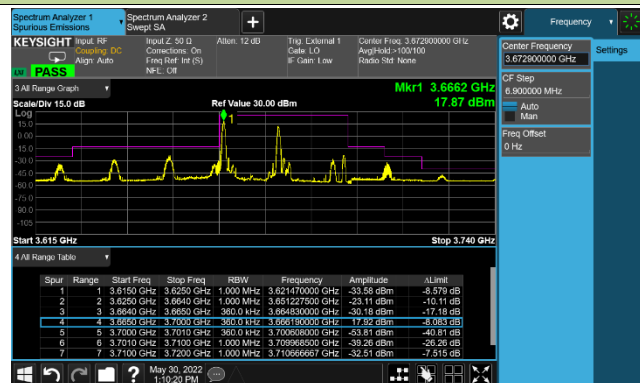 Spectrum Analyzer 1
Spurious Emissions
Spectrum Analyzer 2
Swept SA
Frequency
KEYSIGHT
Input: RF
Coupling: DC
Align: Auto
Input Z: 50 Ω
Corrections: On
Freq Ref: Int (S)
NFE: Off
Atten: 12 dB
Trig: External 1
Gate: LO
IF Gain: Low
Center Freq: 3.672900000 GHz
Avg|Hold:>100/100
Radio Std: None
PASS
Center Frequency
3.672900000 GHz
Settings
CF Step
6.900000 MHz
Auto
Man
Freq Offset
0 Hz
3 All Range Graph
Mkr1 3.6662 GHz
Scale/Div 15.0 dB
Ref Value 30.00 dBm
17.87 dBm
Log
1
15.0
0.00
-15.0
-30.0
-45.0
-60.0
-75.0
-90.0
-105
Start 3.615 GHz
Stop 3.740 GHz
4 All Range Table
Spur Range Start Freq Stop Freq RBW Frequency Amplitude ΔLimit
1 1 3.6150 GHz 3.6250 GHz 1.000 MHz 3.621470000 GHz -33.58 dBm -8.579 dB
2 2 3.6250 GHz 3.6640 GHz 1.000 MHz 3.651227500 GHz -23.11 dBm -10.11 dB
3 3 3.6640 GHz 3.6650 GHz 360.0 kHz 3.664830000 GHz -30.18 dBm -17.18 dB
4 4 3.6650 GHz 3.7000 GHz 360.0 kHz 3.666190000 GHz 17.92 dBm -8.083 dB
5 5 3.7000 GHz 3.7010 GHz 360.0 kHz 3.700608000 GHz -53.81 dBm -40.81 dB
6 6 3.7010 GHz 3.7100 GHz 1.000 MHz 3.709968500 GHz -39.26 dBm -26.26 dB
7 7 3.7100 GHz 3.7200 GHz 1.000 MHz 3.710666667 GHz -32.51 dBm -7.515 dB
May 30, 2022
1:10:20 PM